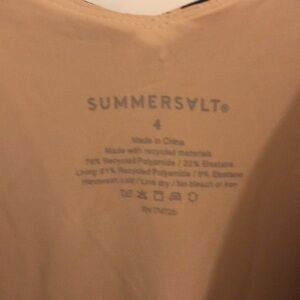 SUMMERSALT®
4
Made in China
Made with recycled materials
78% Recycled Polyamide / 22% Elastane
Lining: 91% Recycled Polyamide / 9% Elastane
Handwash cold / Line dry / No bleach or iron